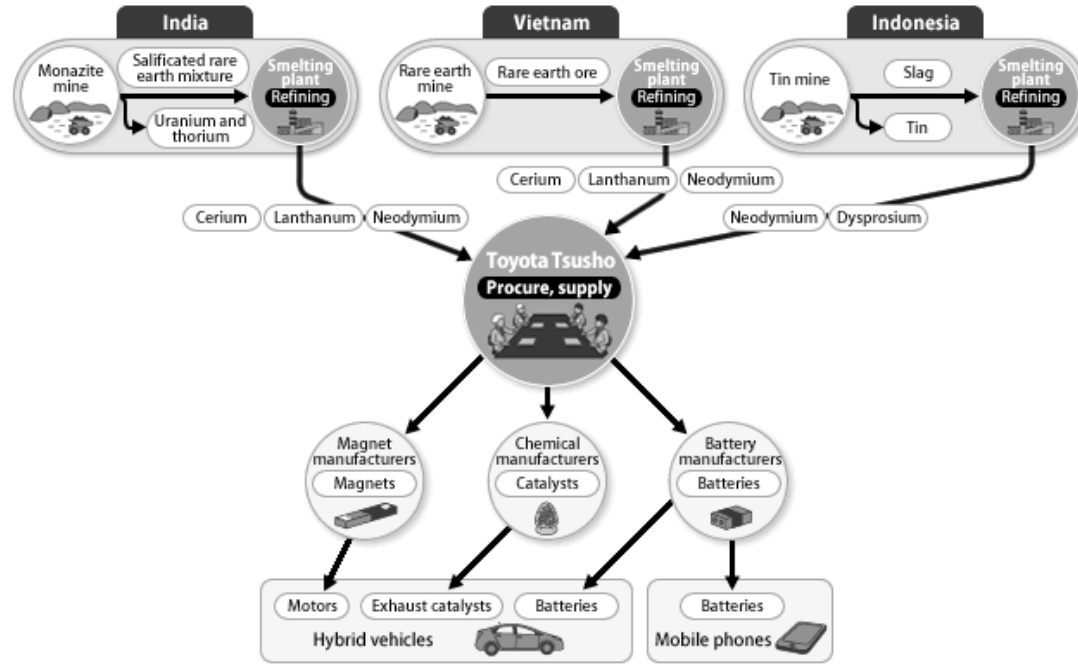 India
Vietnam
Indonesia
Monazite
mine
Salificated rare
earth mixture
Uranium and
thorium
Smelting
plant
Refining
Rare earth
mine
Rare earth ore
Smelting
plant
Refining
Tin mine
Slag
Tin
Smelting
plant
Refining
Cerium
Lanthanum
Neodymium
Cerium
Lanthanum
Neodymium
Neodymium
Dysprosium
Toyota Tsusho
Procure, supply
Magnet
manufacturers
Magnets
Chemical
manufacturers
Catalysts
Battery
manufacturers
Batteries
Motors
Exhaust catalysts
Batteries
Hybrid vehicles
Batteries
Mobile phones